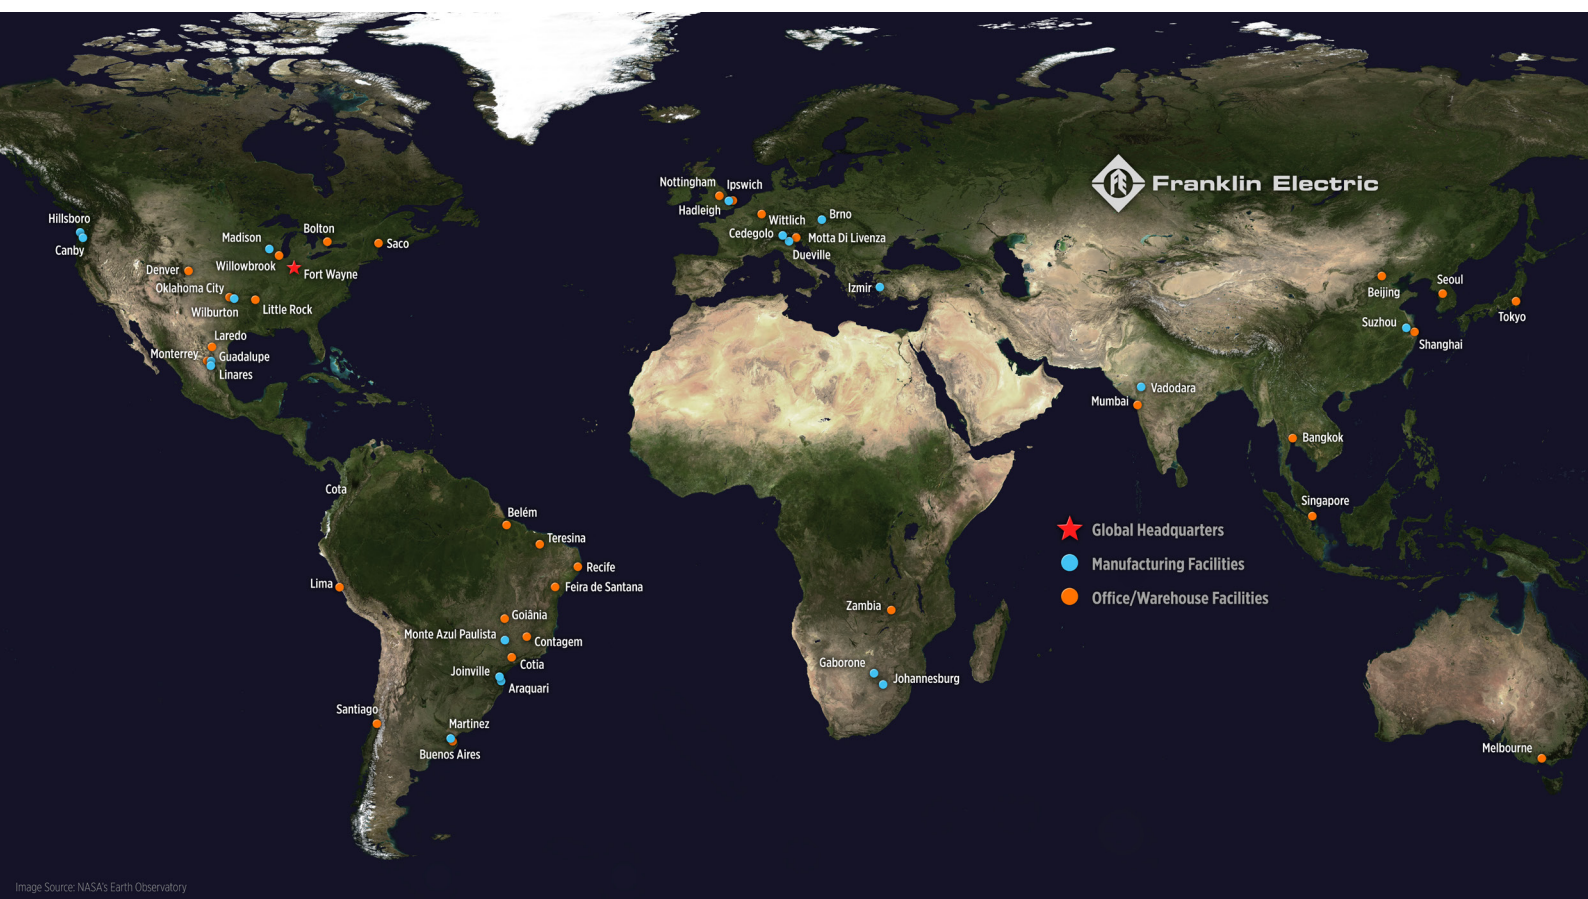 Franklin Electric
Nottingham
Ipswich
Hadleigh
Wittlich
Brno
Cedegolo
Motta Di Livenza
Dueville
Izmir
Hillsboro
Canby
Madison
Bolton
Saco
Willowbrook
Fort Wayne
Denver
Oklahoma City
Wilburton
Little Rock
Laredo
Monterrey
Guadalupe
Linares
Beijing
Seoul
Tokyo
Suzhou
Shanghai
Vadodara
Mumbai
Bangkok
Singapore
Cota
Belém
Teresina
Recife
Lima
Feira de Santana
Goiânia
Monte Azul Paulista
Contagem
Cotia
Joinville
Araquari
Santiago
Martinez
Buenos Aires
Zambia
Gaborone
Johannesburg
Melbourne
Global Headquarters
Manufacturing Facilities
Office/Warehouse Facilities
Image Source: NASA's Earth Observatory